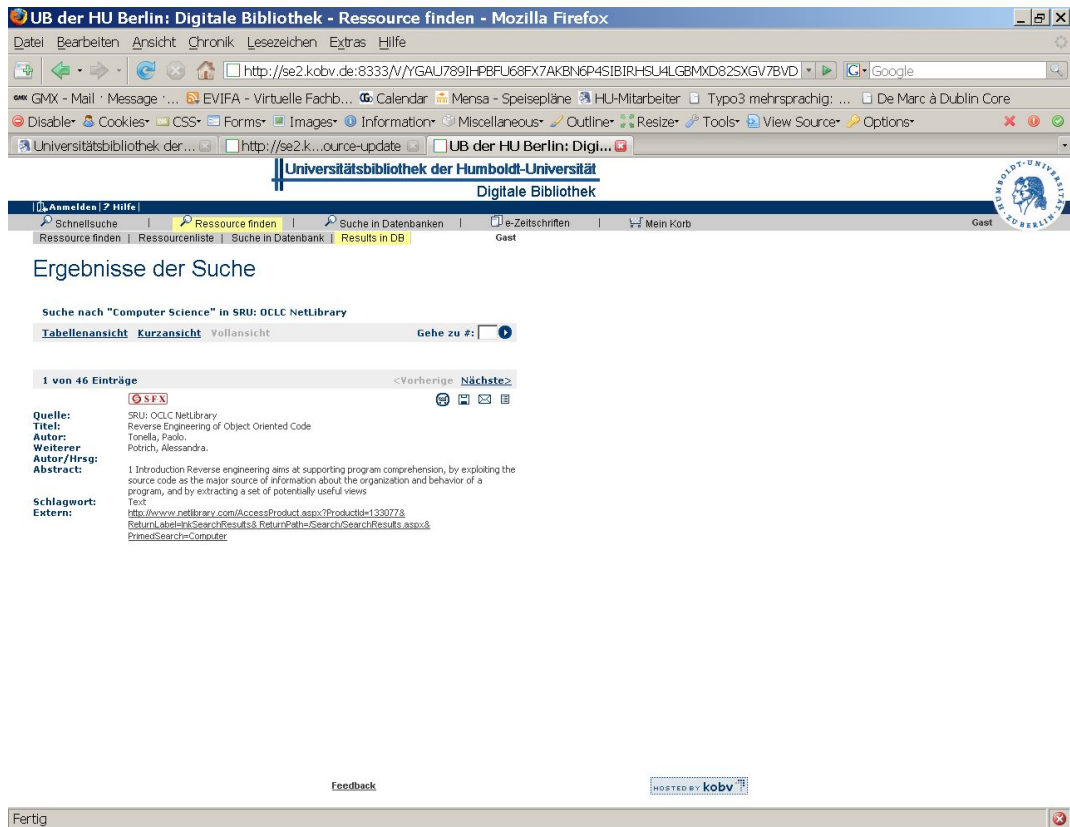 UB der HU Berlin: Digitale Bibliothek - Ressource finden - Mozilla Firefox
Datei Bearbeiten Ansicht Chronik Lesezeichen Extras Hilfe
http://se2.kobv.de:8333/V/YGAU789IHPBFU68FX7AKBN6P4SIBIRHSU4LGBMXD82SXGV7BVD G Google
GMX GMX - Mail · Message ·... EVIFA - Virtuelle Fachb... Calendar Mensa - Speisepläne HU-Mitarbeiter Typo3 mehrsprachig: ... De Marc à Dublin Core
Disable Cookies CSS Forms Images Information Miscellaneous Outline Resize Tools View Source Options
Universitätsbibliothek der... http://se2.k...ource-update UB der HU Berlin: Digi...
Universitätsbibliothek der Humboldt-Universität
Digitale Bibliothek
HUMBOLDT-UNIVERSITÄT ZU BERLIN
Anmelden | ? Hilfe |
Schnellsuche | Ressource finden | Suche in Datenbanken | e-Zeitschriften | Mein Korb Gast
Ressource finden | Ressourcenliste | Suche in Datenbank | Results in DB Gast
Ergebnisse der Suche
Suche nach "Computer Science" in SRU: OCLC NetLibrary
Tabellenansicht Kurzansicht Vollansicht Gehe zu #:
1 von 46 Einträge <Vorherige Nächste>
SFX
Quelle: SRU: OCLC NetLibrary
Titel: Reverse Engineering of Object Oriented Code
Autor: Tonella, Paolo.
Weiterer Autor/Hrsg: Potrich, Alessandra.
Abstract: 1 Introduction Reverse engineering aims at supporting program comprehension, by exploiting the
source code as the major source of information about the organization and behavior of a
program, and by extracting a set of potentially useful views
Schlagwort: Text
Extern: http://www.netlibrary.com/AccessProduct.aspx?ProductId=133077&
ReturnLabel=lnkSearchResults& ReturnPath=/Search/SearchResults.aspx&
PrimedSearch=Computer
Feedback
HOSTED BY kobv
Fertig